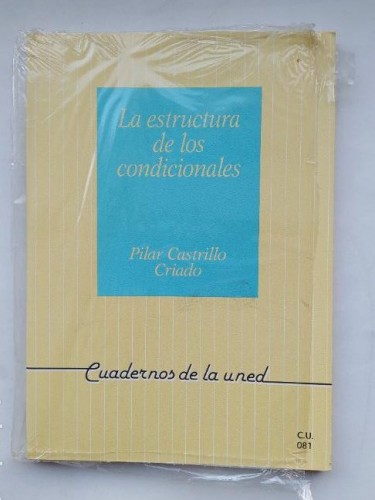 La estructura
de los
condicionales
Pilar Castrillo
Criado
Cuadernos de la uned
C.U.
081